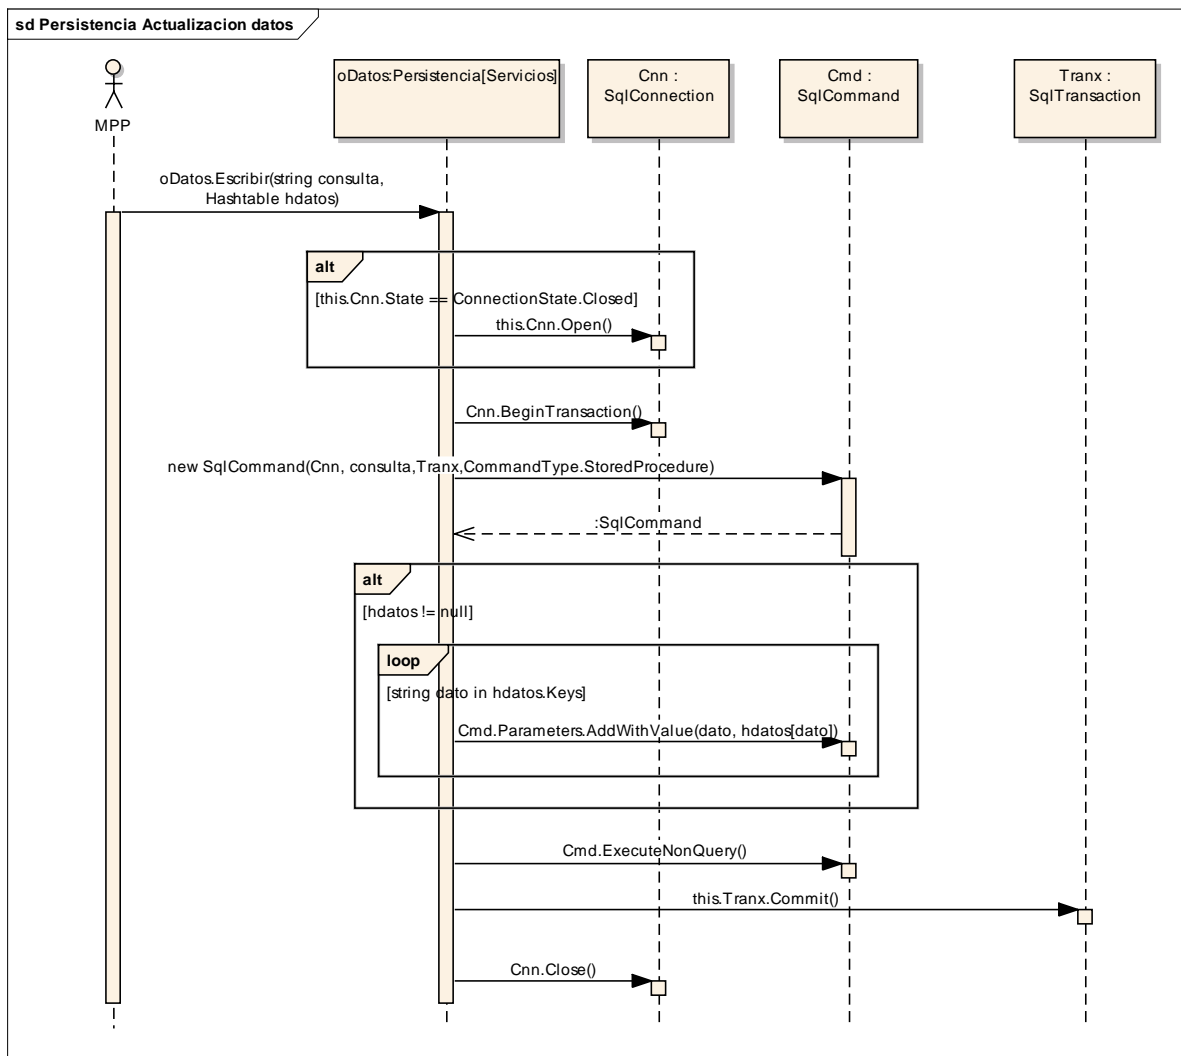 sd Persistencia Actualizacion datos
MPP
oDatos:Persistencia[Servicios]
Cnn :
SqlConnection
Cmd :
SqlCommand
Tranx :
SqlTransaction
oDatos.Escribir(string consulta,
Hashtable hdatos)
alt
[this.Cnn.State == ConnectionState.Closed]
this.Cnn.Open()
Cnn.BeginTransaction()
new SqlCommand(Cnn, consulta,Tranx,CommandType.StoredProcedure)
:SqlCommand
alt
[hdatos != null]
loop
[string dato in hdatos.Keys]
Cmd.Parameters.AddWithValue(dato, hdatos[dato])
Cmd.ExecuteNonQuery()
this.Tranx.Commit()
Cnn.Close()